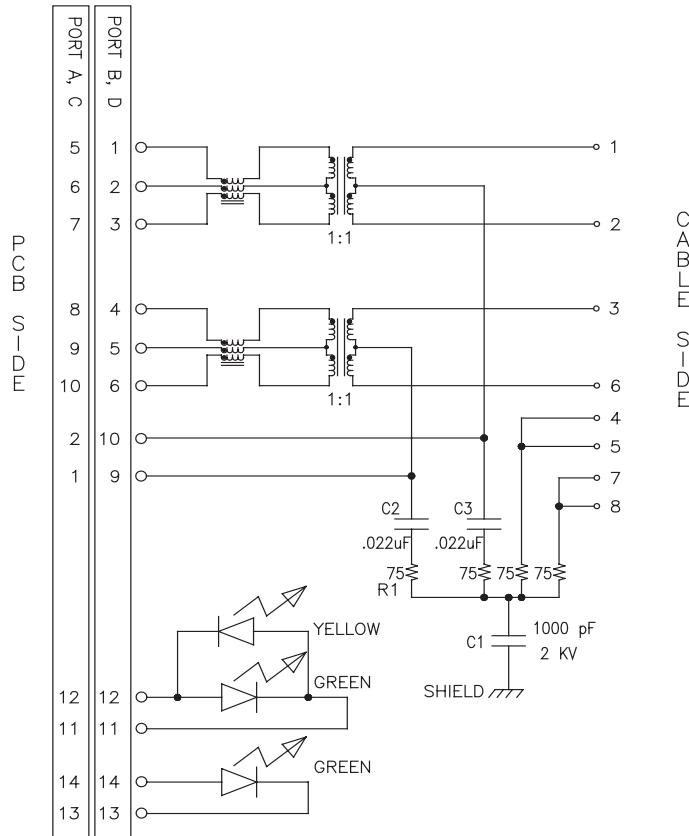 PORT A, C
PORT B, D
PCB SIDE
CABLE SIDE
5 1 1
6 2
7 3 2
1:1
8 4 3
9 5
10 6 6
1:1
4
2 10
5
1 9
7
8
C2 C3
.022uF .022uF
75 75 75 75
R1
YELLOW
C1 1000 pF
2 KV
GREEN
SHIELD
12 12
11 11
GREEN
14 14
13 13